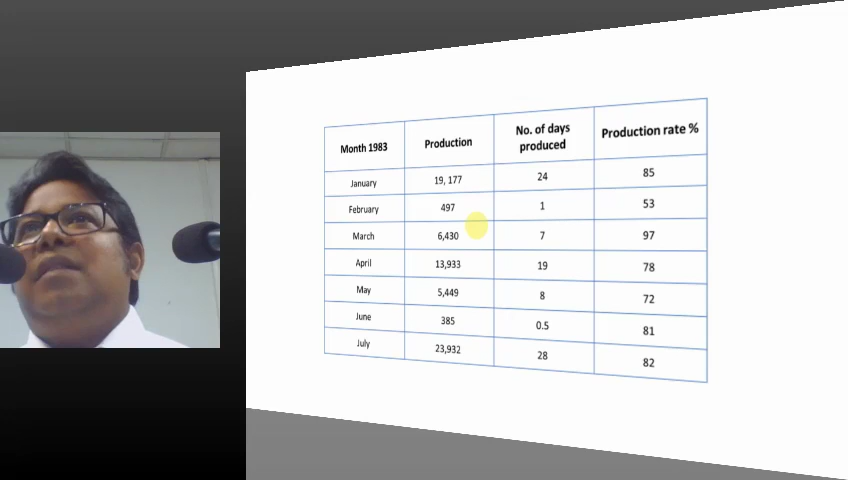 Month 1983 Production No. of days produced Production rate %
January 19, 177 24 85
February 497 1 53
March 6,430 7 97
April 13,933 19 78
May 5,449 8 72
June 385 0.5 81
July 23,932 28 82